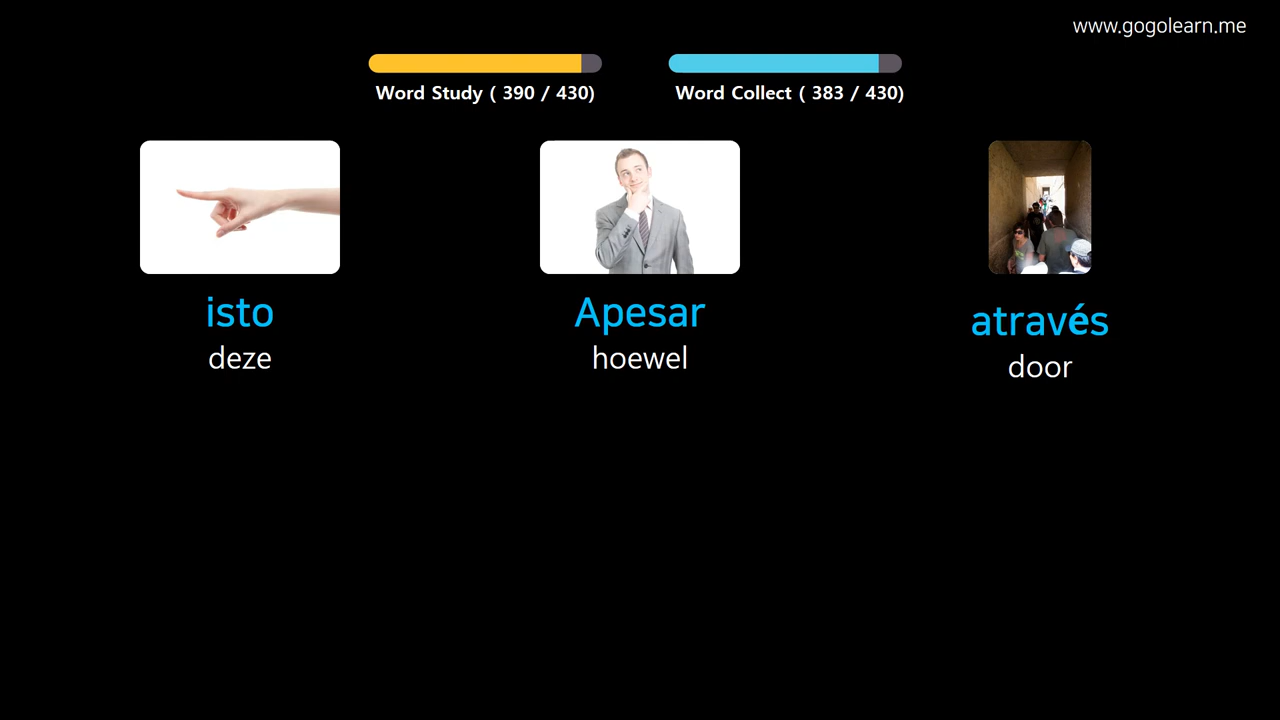 www.gogolearn.me
Word Study ( 390 / 430)
Word Collect ( 383 / 430)
isto
deze
Apesar
hoewel
através
door